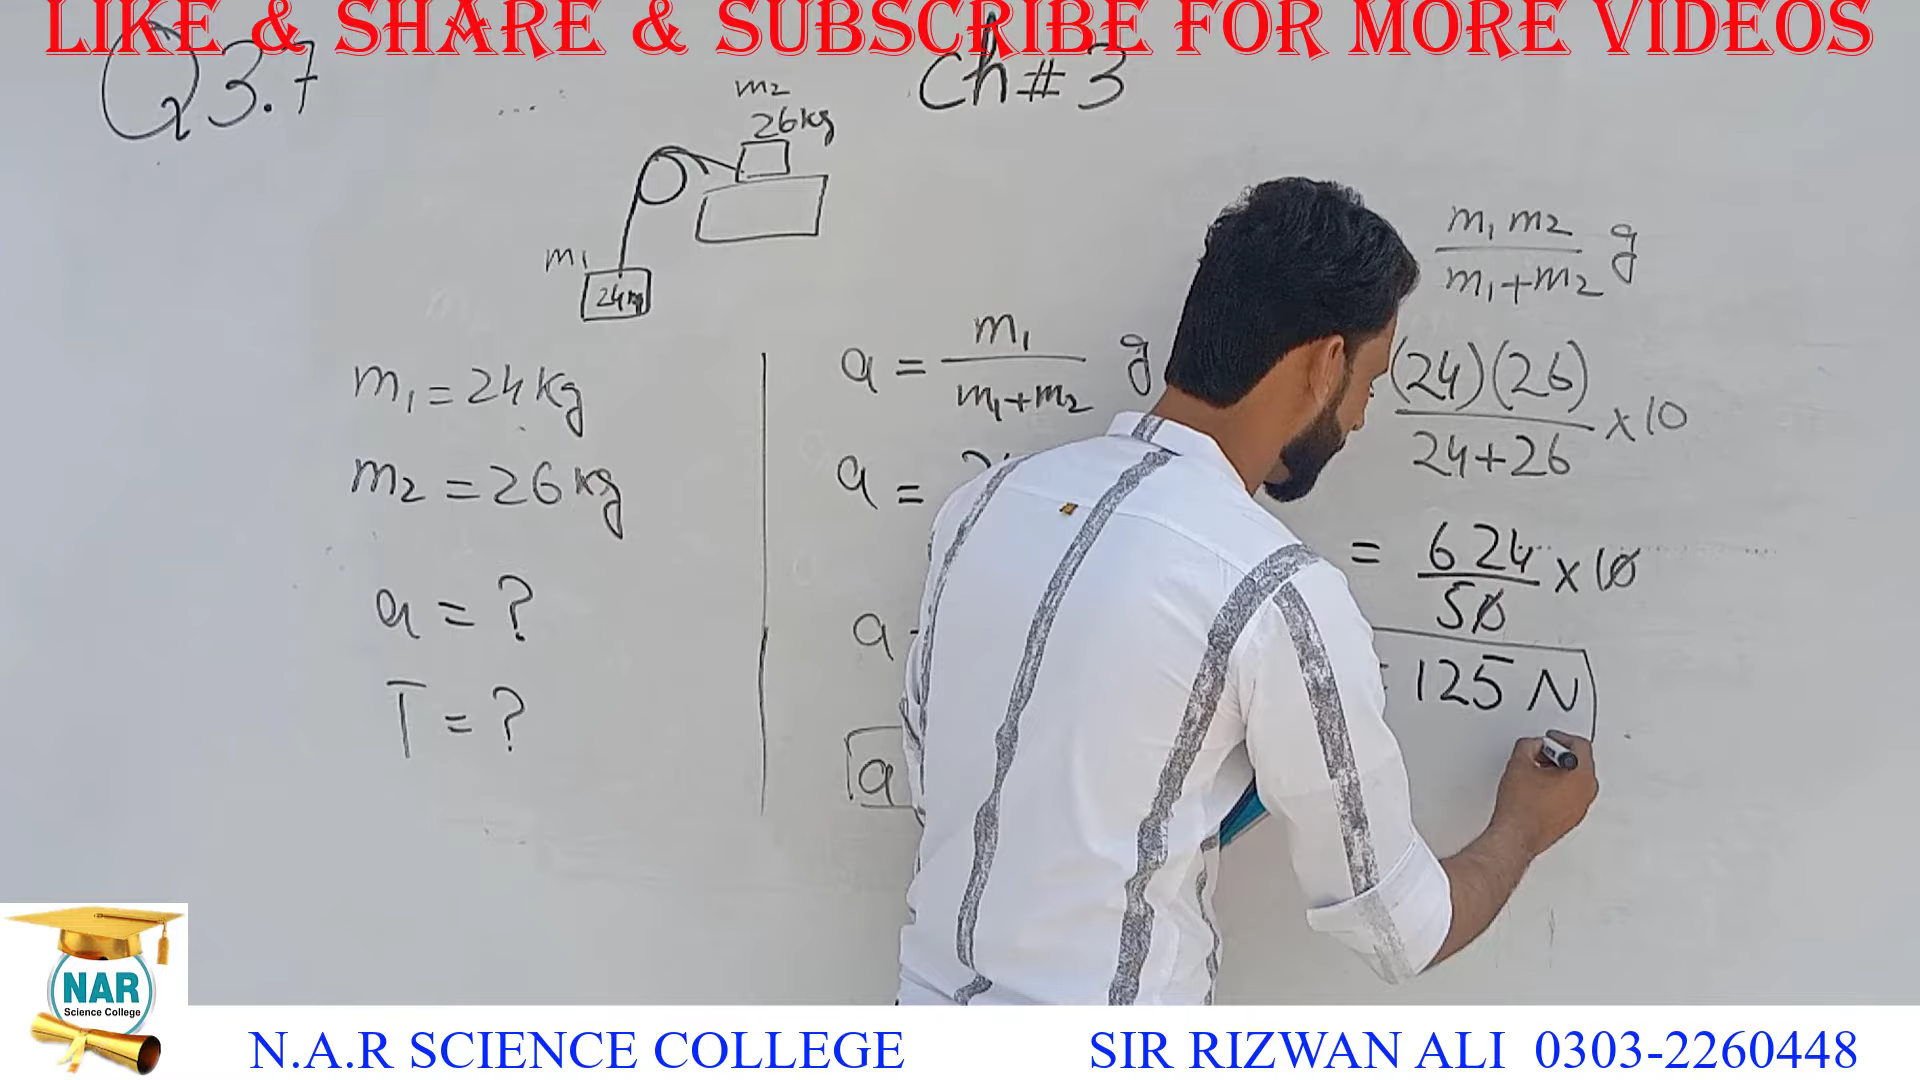 LIKE & SHARE & SUBSCRIBE FOR MORE VIDEOS
Q3.7
Ch#3
m2
26kg
m1
24kg
m1 = 24kg
m2 = 26kg
a = ?
T = ?
a = m1 / m1+m2 g
a =
a
a
m1 m2 / m1+m2 g
(24)(26) / 24+26 ×10
= 624 / 50 ×10
125 N
NAR
Science College
N.A.R SCIENCE COLLEGE
SIR RIZWAN ALI 0303-2260448